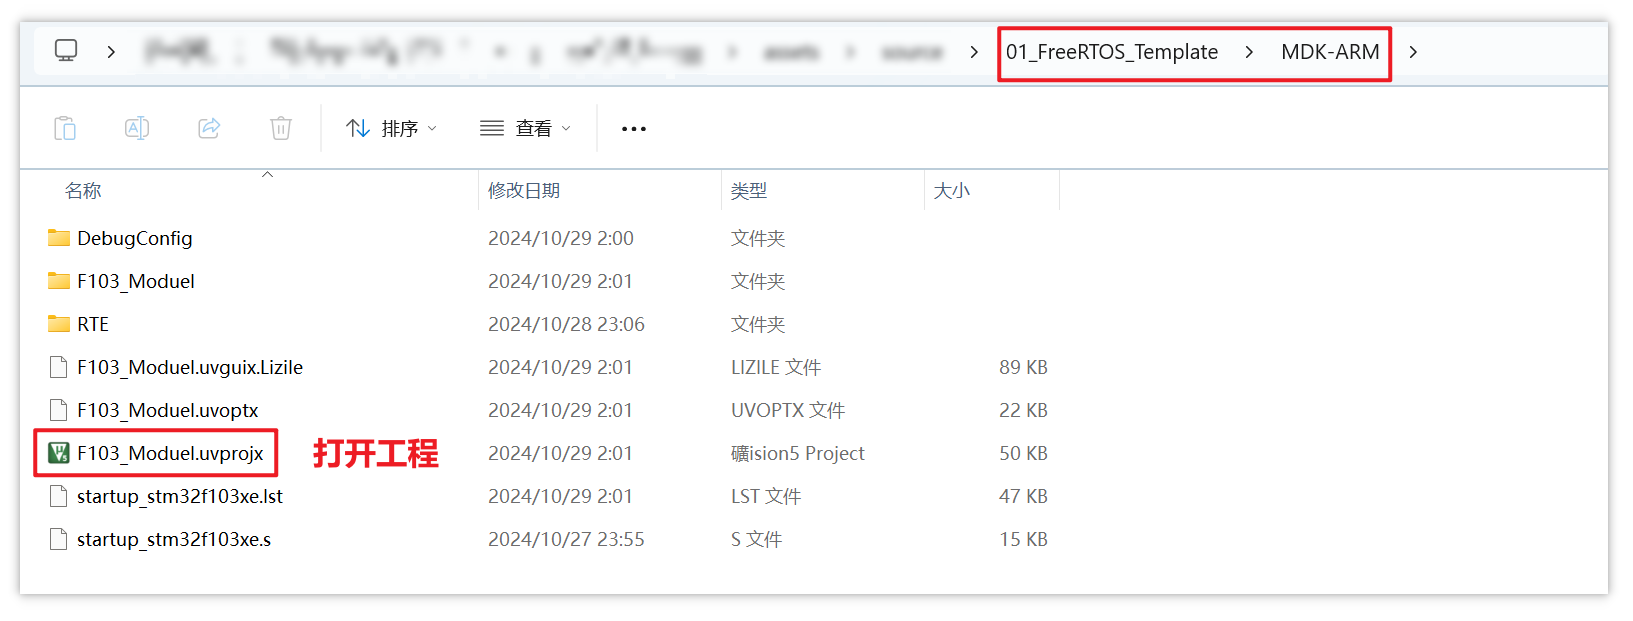 assets > source > 01_FreeRTOS_Template > MDK-ARM >
排序 查看 ...
名称 修改日期 类型 大小
DebugConfig 2024/10/29 2:00 文件夹
F103_Moduel 2024/10/29 2:01 文件夹
RTE 2024/10/28 23:06 文件夹
F103_Moduel.uvguix.Lizile 2024/10/29 2:01 LIZILE 文件 89 KB
F103_Moduel.uvoptx 2024/10/29 2:01 UVOPTX 文件 22 KB
F103_Moduel.uvprojx 打开工程 2024/10/29 2:01 礦ision5 Project 50 KB
startup_stm32f103xe.lst 2024/10/29 2:01 LST 文件 47 KB
startup_stm32f103xe.s 2024/10/27 23:55 S 文件 15 KB